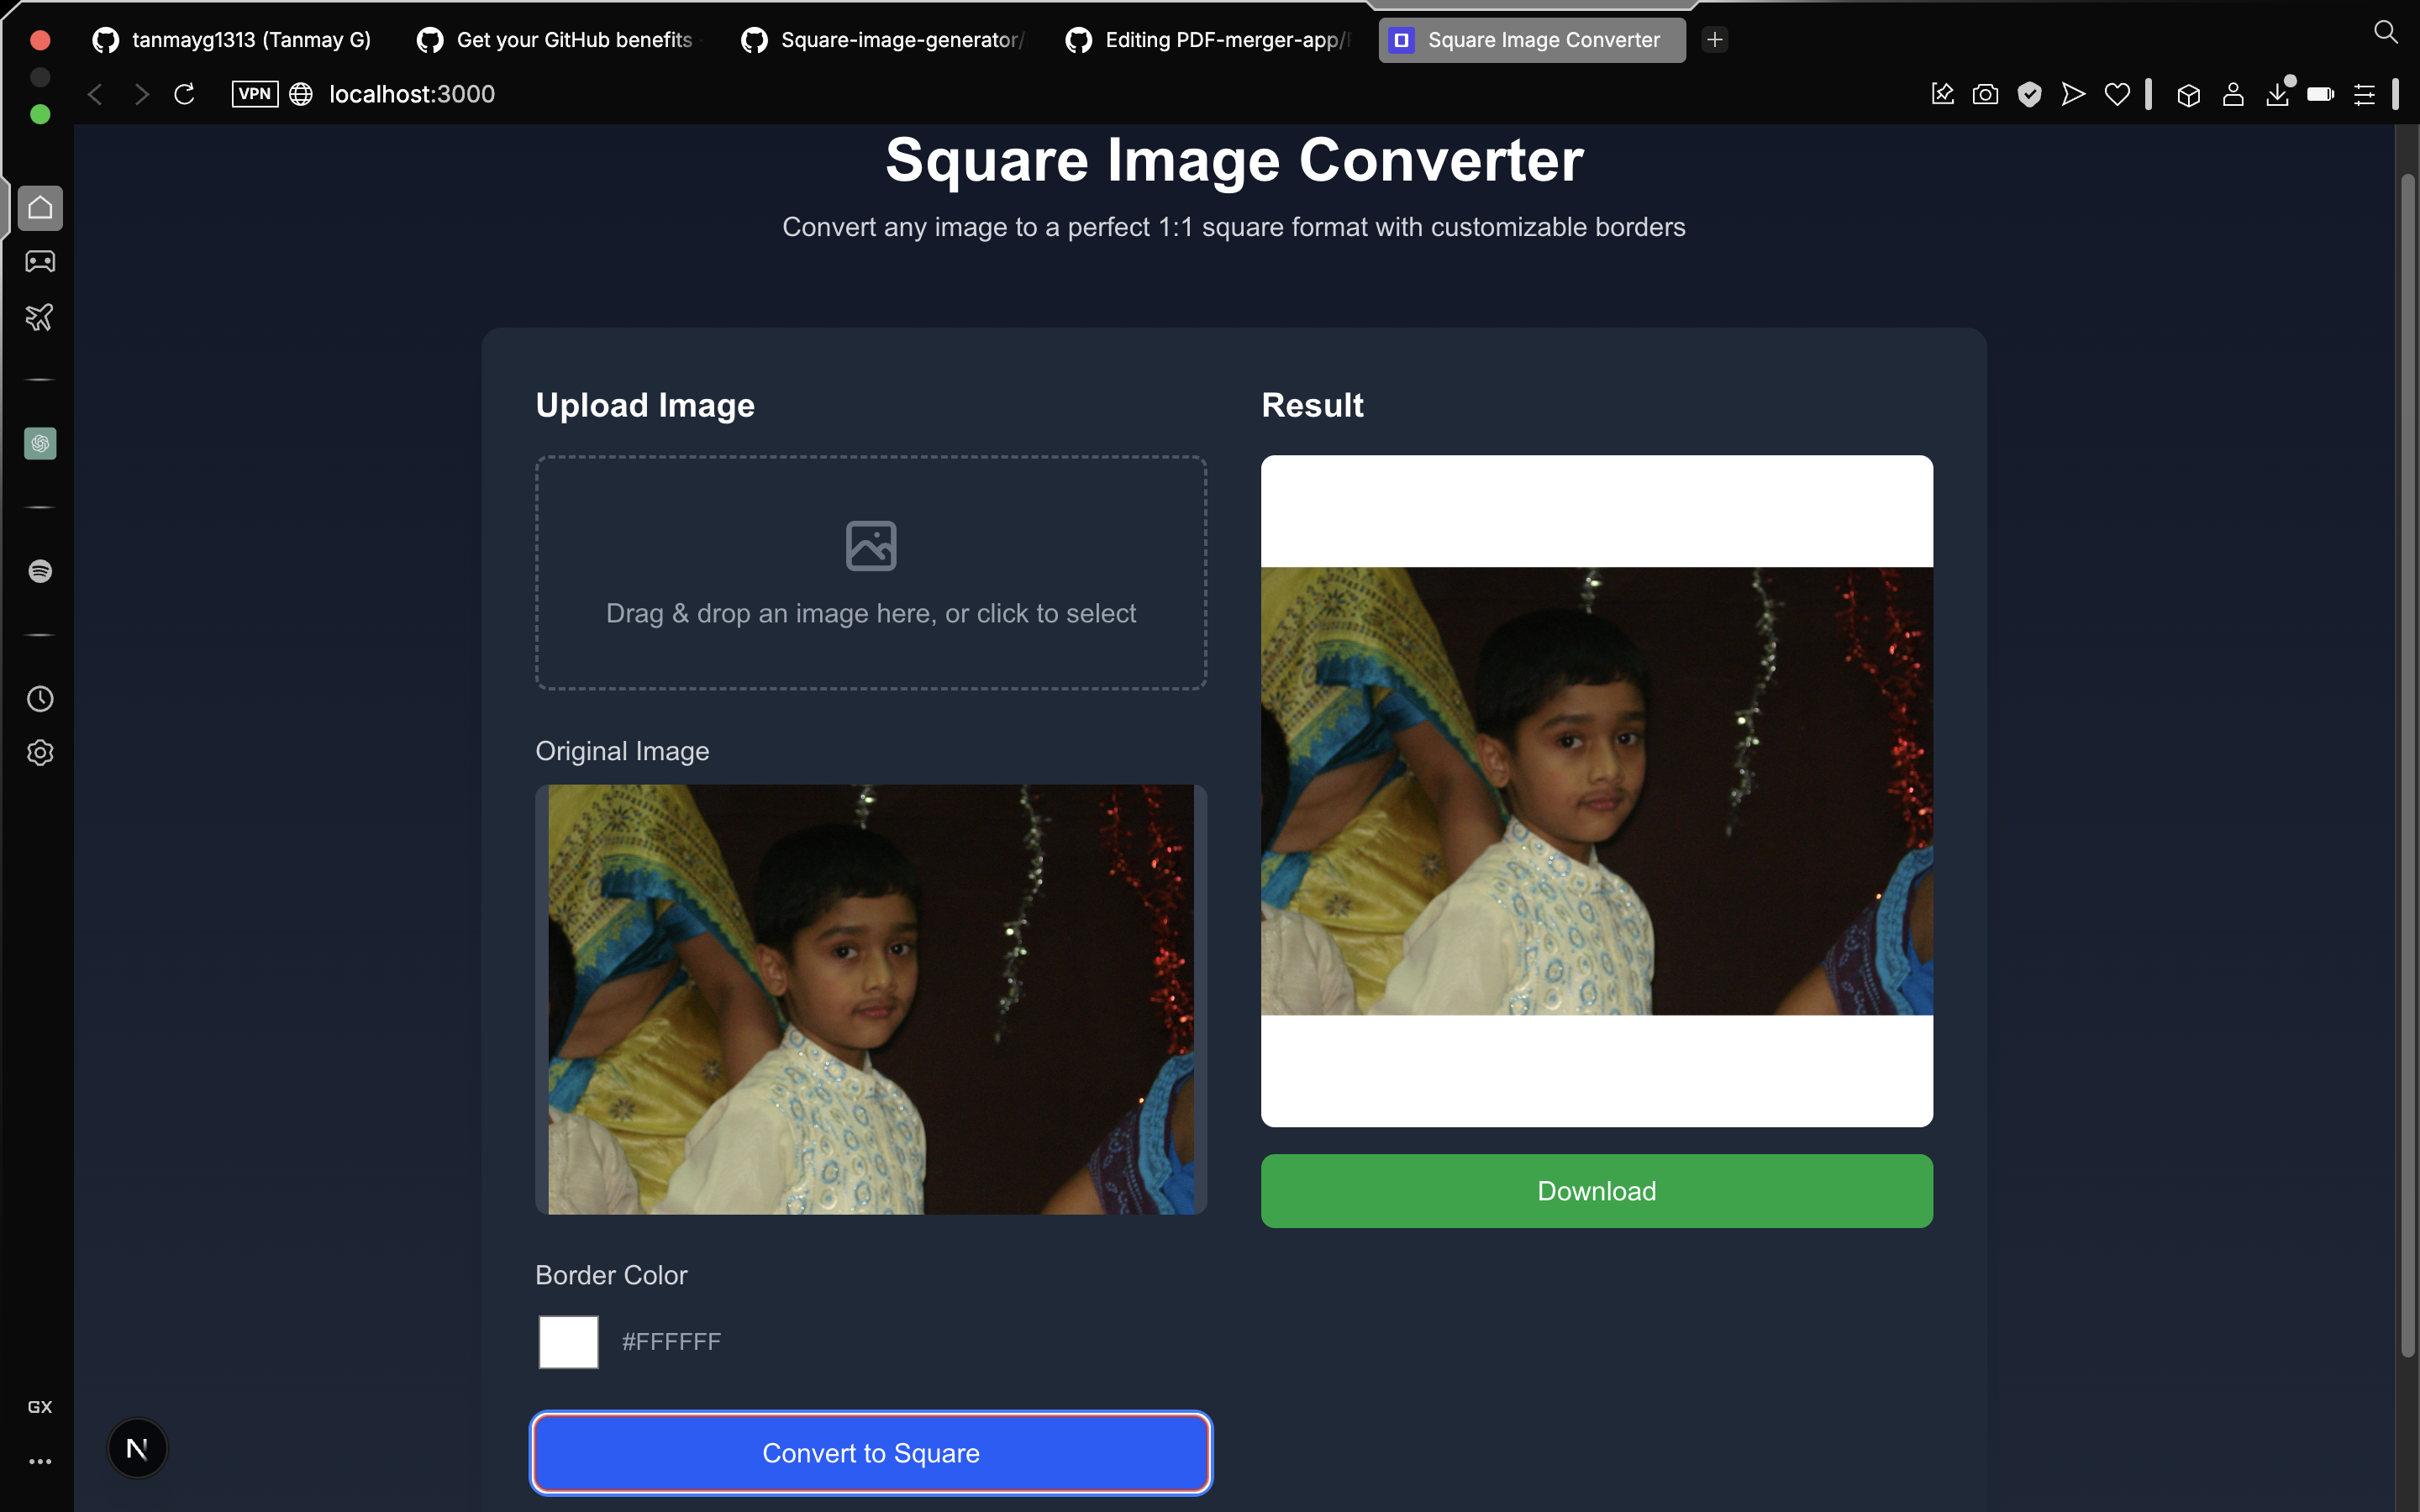 tanmayg1313 (Tanmay G)
Get your GitHub benefits
Square-image-generator/
Editing PDF-merger-app/
Square Image Converter
VPN
localhost:3000
Square Image Converter
Convert any image to a perfect 1:1 square format with customizable borders
Upload Image
Drag & drop an image here, or click to select
Original Image
Border Color
#FFFFFF
Convert to Square
Result
Download
GX
N